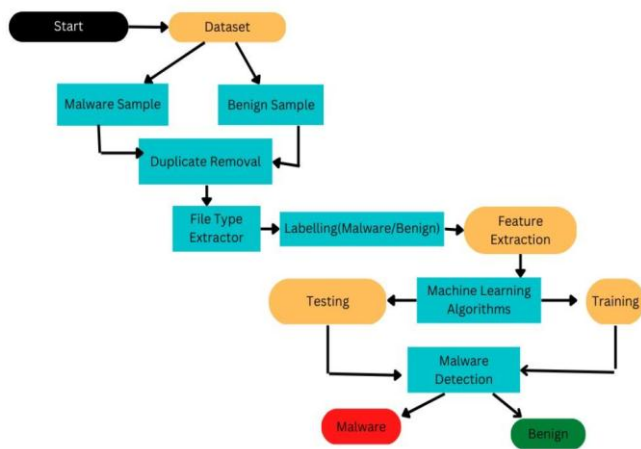 Start
Dataset
Malware Sample
Benign Sample
Duplicate Removal
File Type
Extractor
Labelling(Malware/Benign)
Feature
Extraction
Testing
Machine Learning
Algorithms
Training
Malware
Detection
Malware
Benign